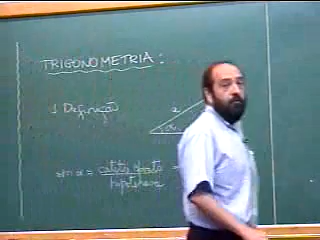 TRIGONOMETRIA:
1 Definição
a
α
sen α = cateto oposto =
hipotenusa